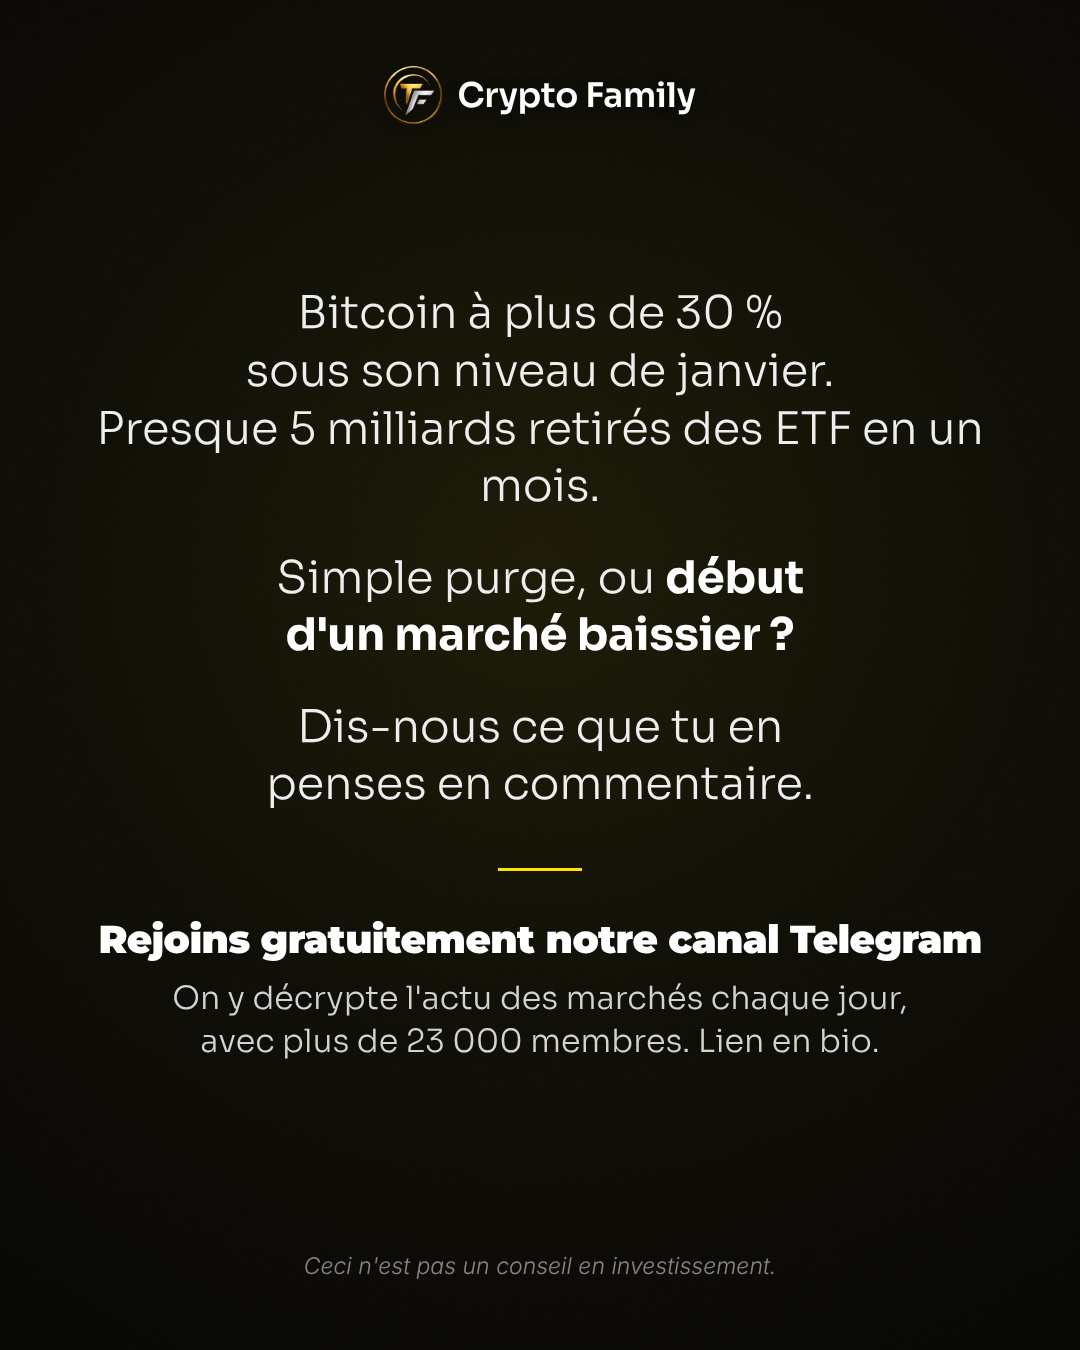 TF Crypto Family
Bitcoin à plus de 30 %
sous son niveau de janvier.
Presque 5 milliards retirés des ETF en un
mois.
Simple purge, ou début
d'un marché baissier ?
Dis-nous ce que tu en
penses en commentaire.
Rejoins gratuitement notre canal Telegram
On y décrypte l'actu des marchés chaque jour,
avec plus de 23 000 membres. Lien en bio.
Ceci n'est pas un conseil en investissement.